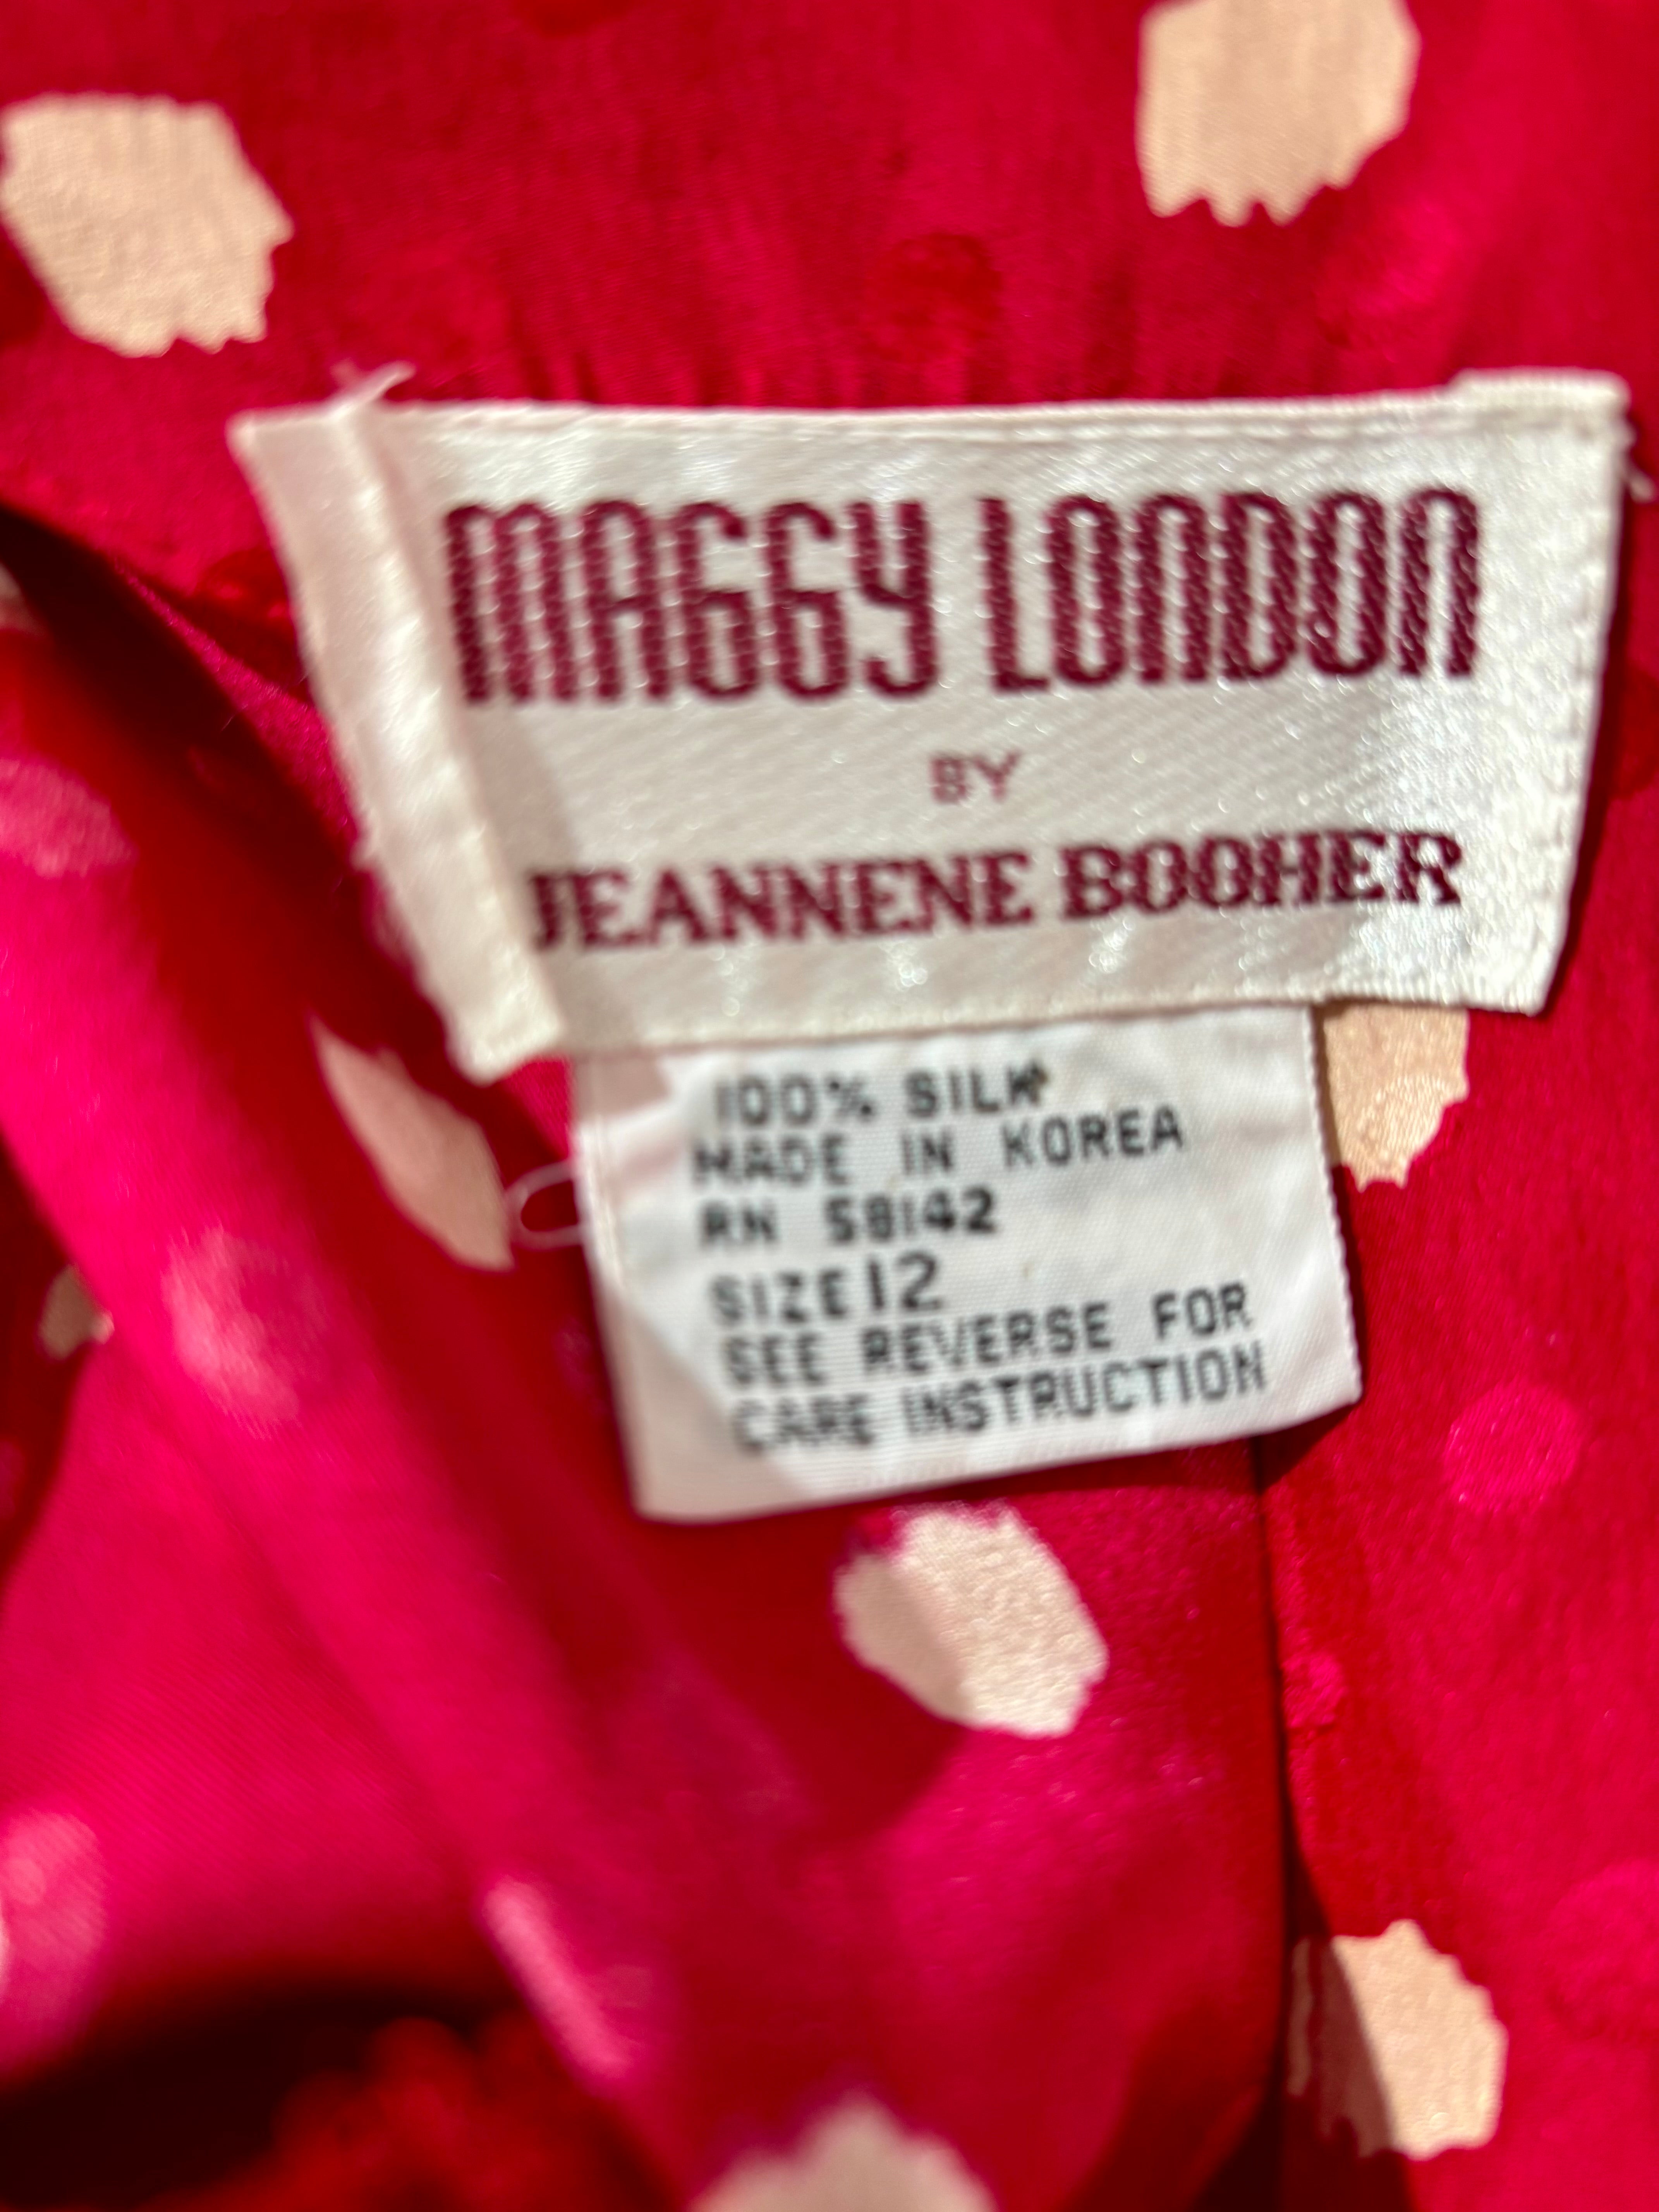 MAGGY LONDON
BY
JEANNENE BOOHER
100% SILK
MADE IN KOREA
RN 58142
SIZE 12
SEE REVERSE FOR
CARE INSTRUCTION